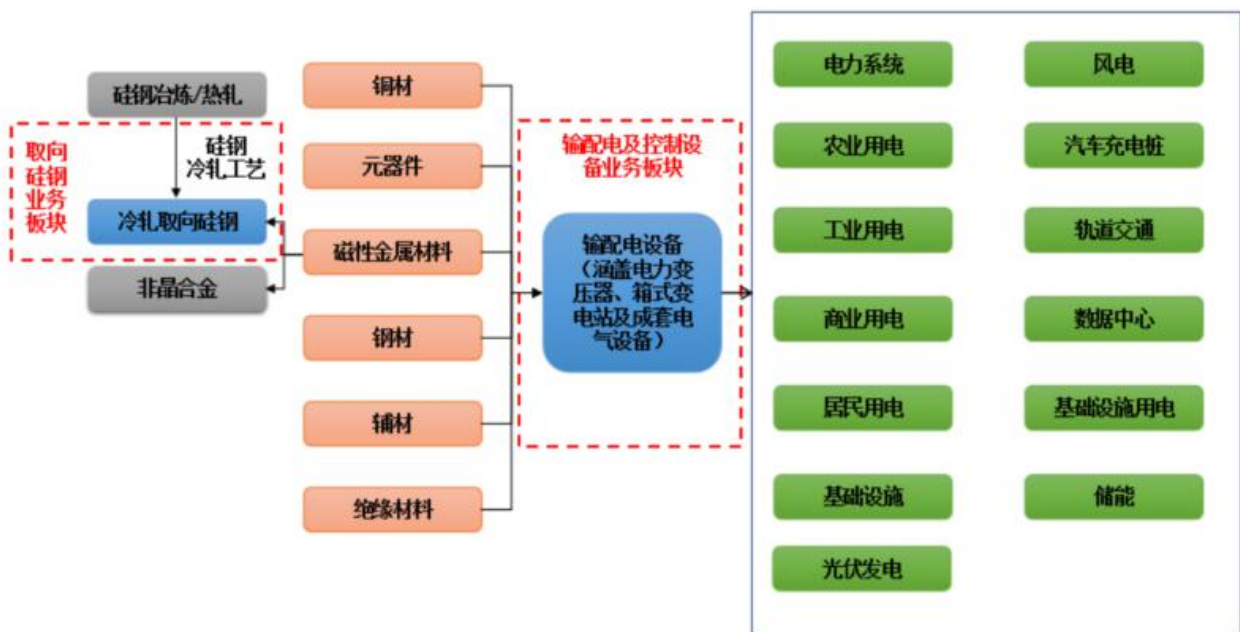 硅钢冶炼/热轧
取向
硅钢
业务
板块
硅钢
冷轧工艺
冷轧取向硅钢
非晶合金
铜材
元器件
磁性金属材料
钢材
辅材
绝缘材料
输配电及控制设
备业务板块
输配电设备
（涵盖电力变
压器、箱式变
电站及成套电
气设备）
电力系统
风电
农业用电
汽车充电桩
工业用电
轨道交通
商业用电
数据中心
居民用电
基础设施用电
基础设施
储能
光伏发电